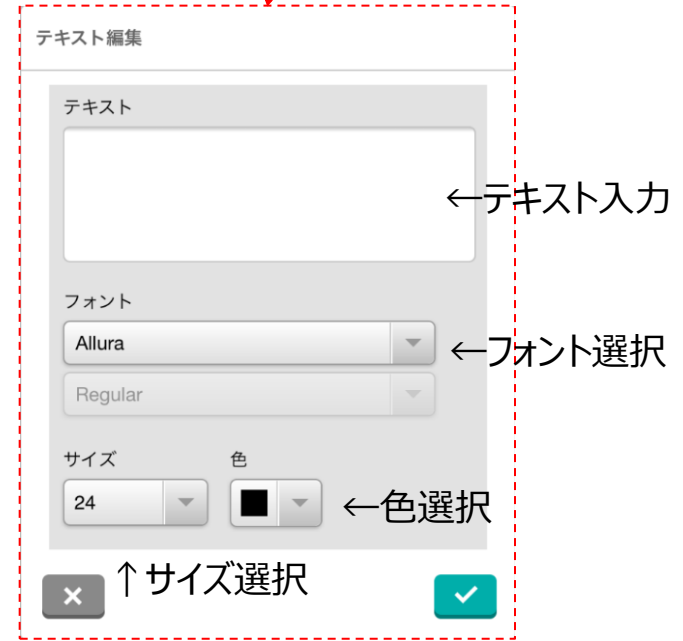 テキスト編集
テキスト
←テキスト入力
フォント
Allura
←フォント選択
Regular
サイズ 色
24
←色選択
↑サイズ選択